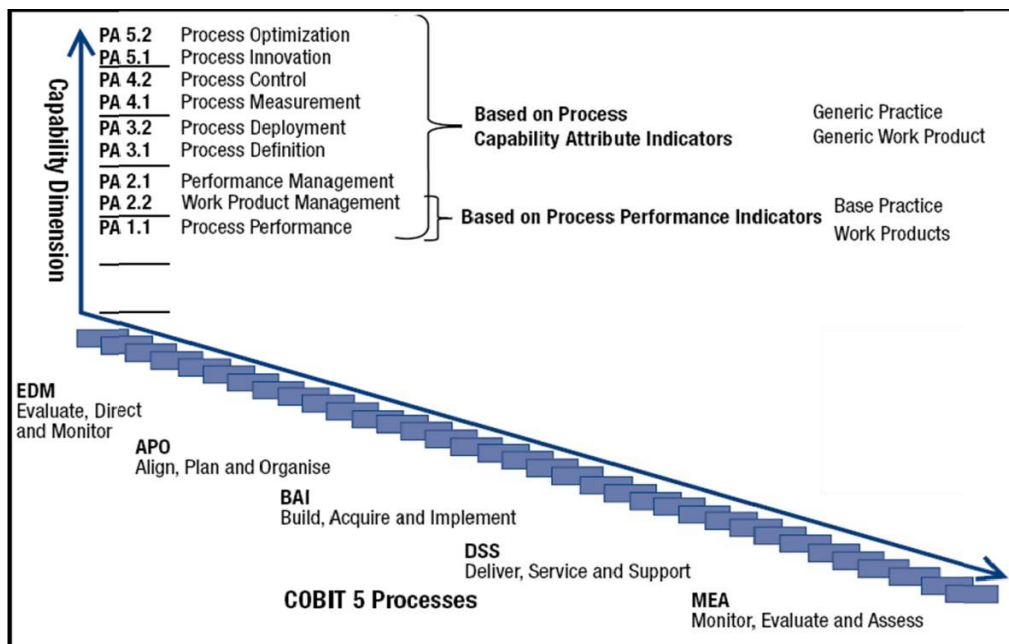 PA 5.2 Process Optimization
PA 5.1 Process Innovation
PA 4.2 Process Control
PA 4.1 Process Measurement
PA 3.2 Process Deployment
PA 3.1 Process Definition
PA 2.1 Performance Management
PA 2.2 Work Product Management
PA 1.1 Process Performance
Capability Dimension
Based on Process
Capability Attribute Indicators
Generic Practice
Generic Work Product
Based on Process Performance Indicators
Base Practice
Work Products
EDM
Evaluate, Direct
and Monitor
APO
Align, Plan and Organise
BAI
Build, Acquire and Implement
DSS
Deliver, Service and Support
MEA
Monitor, Evaluate and Assess
COBIT 5 Processes